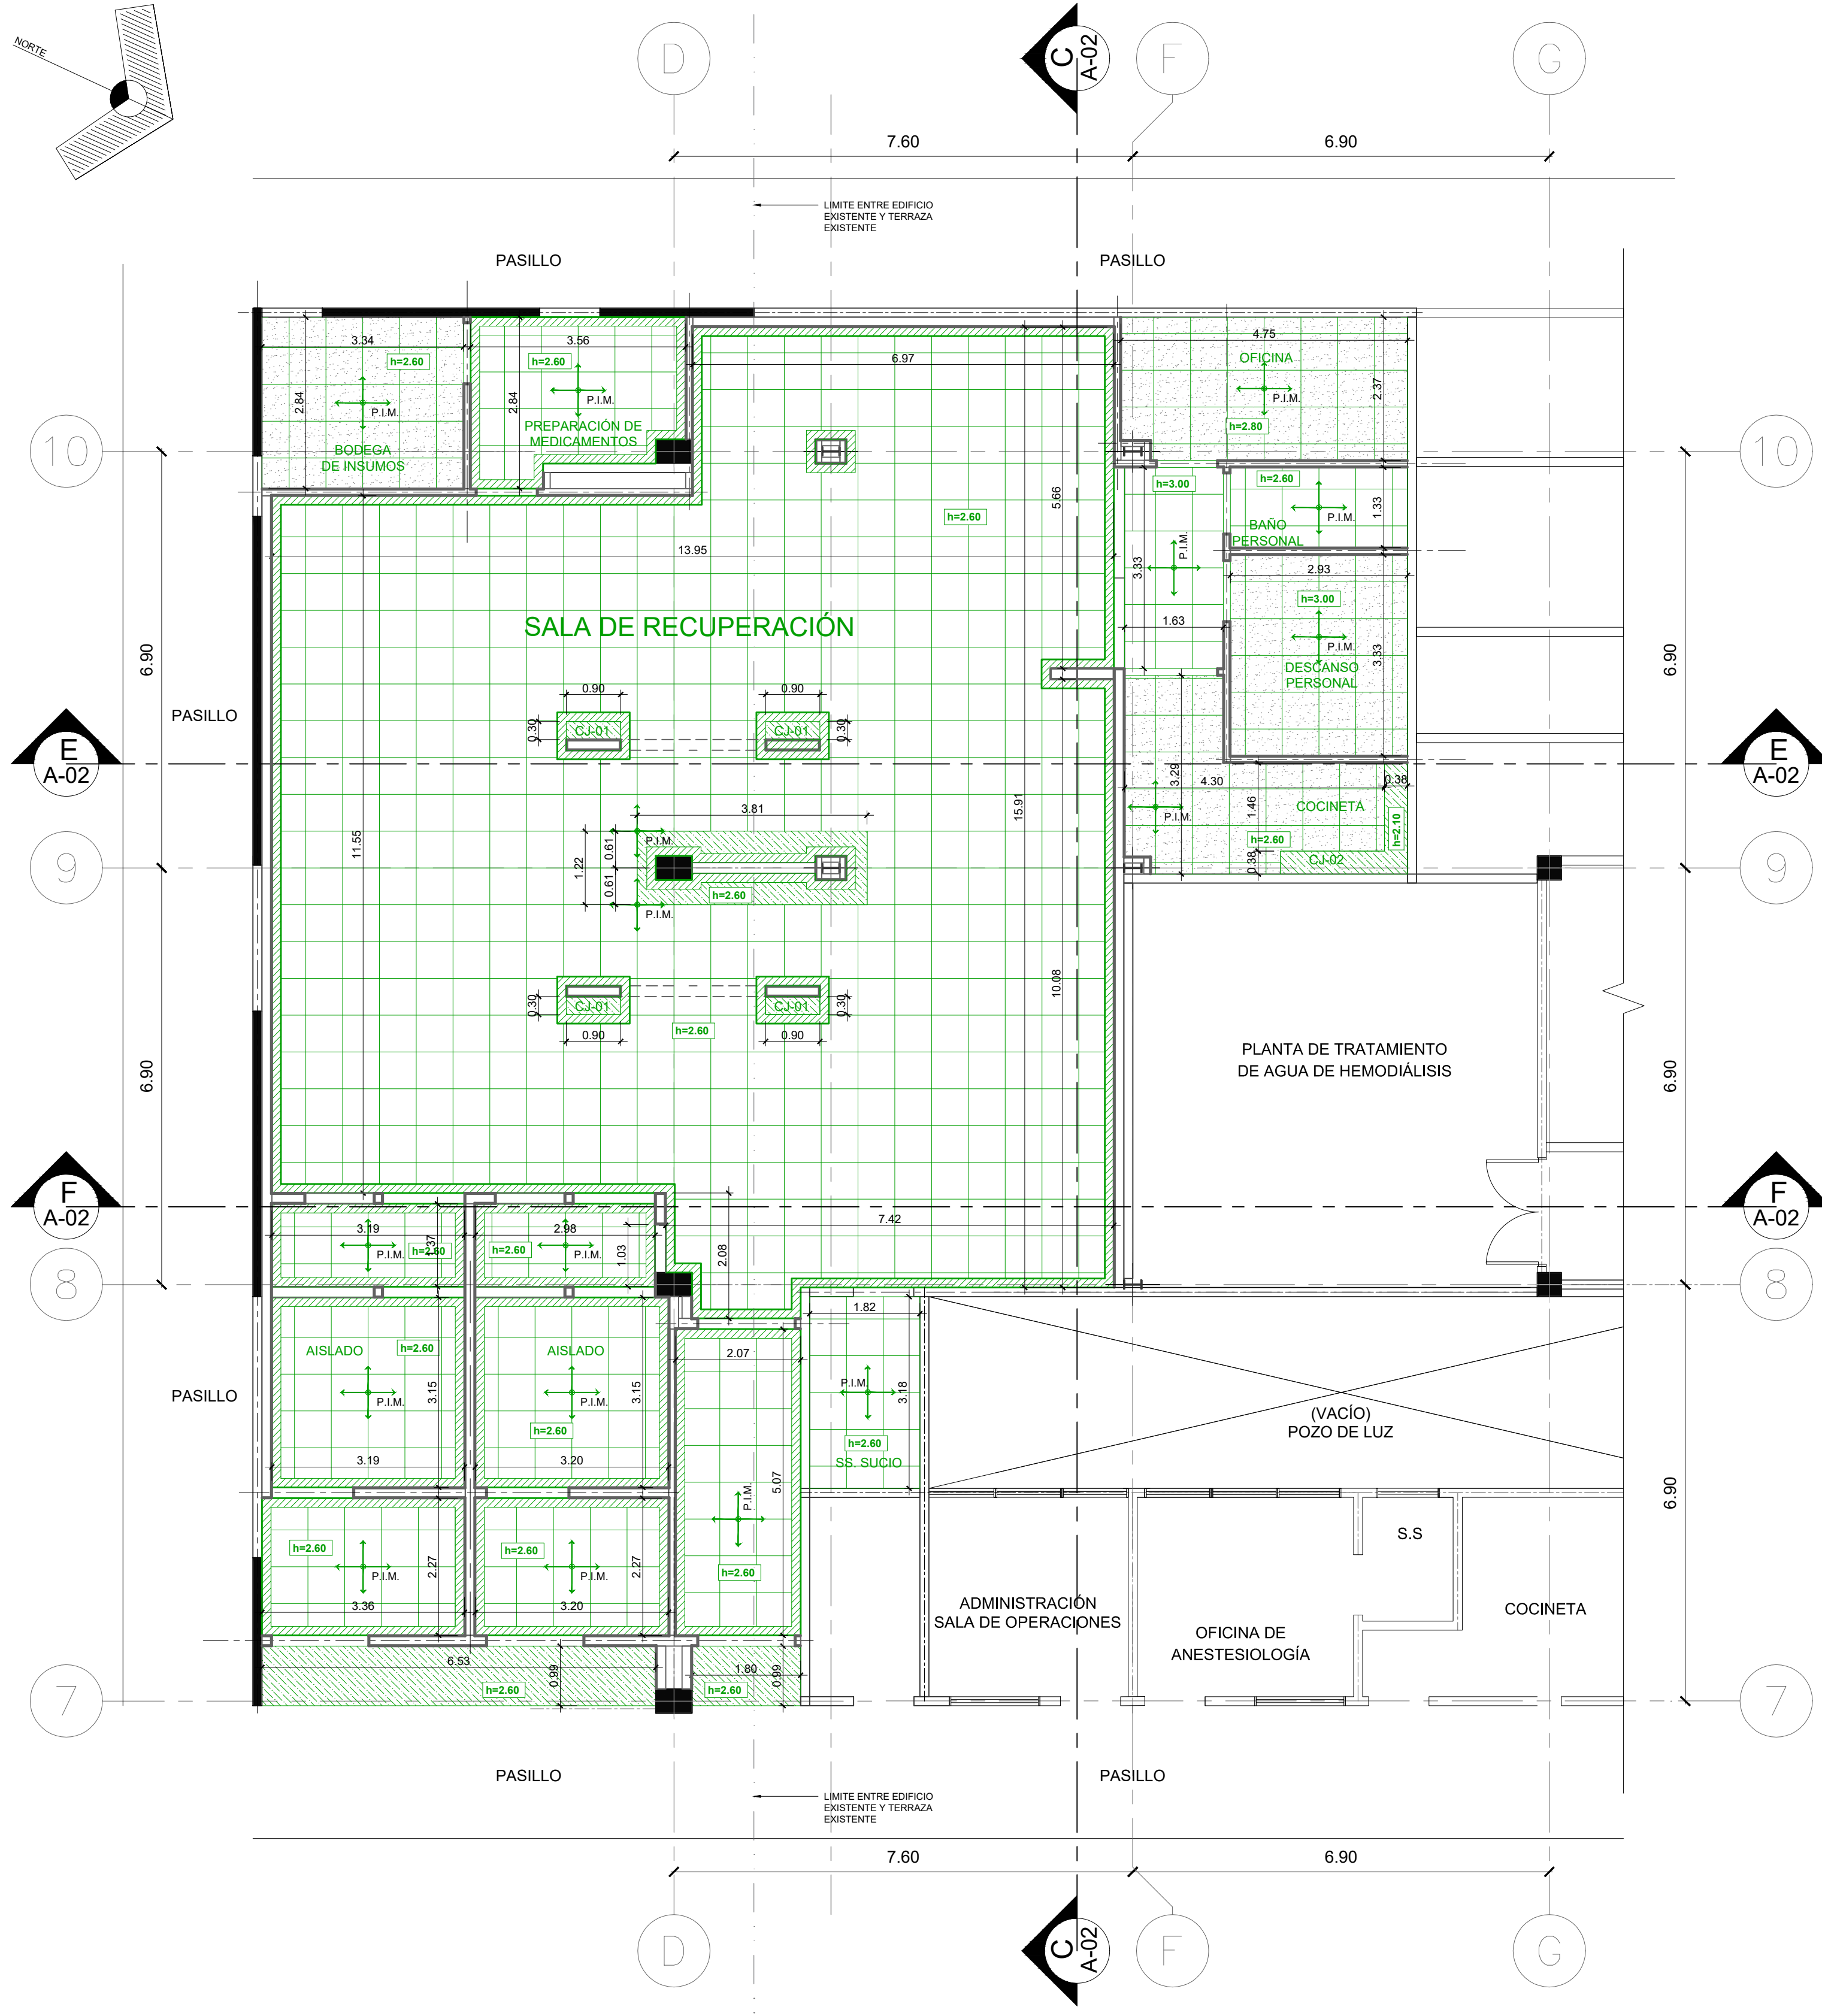 NORTE
D
C
A-02
F
G
7.60
6.90
LIMITE ENTRE EDIFICIO
EXISTENTE Y TERRAZA
EXISTENTE
PASILLO
PASILLO
3.34
h=2.60
2.84
P.I.M.
BODEGA
DE INSUMOS
3.56
h=2.60
2.84
P.I.M.
PREPARACIÓN DE
MEDICAMENTOS
6.97
4.75
OFICINA
2.37
P.I.M.
h=2.80
10
10
h=3.00
h=2.60
P.I.M.
1.33
BAÑO
PERSONAL
5.66
h=2.60
13.95
3.33
P.I.M.
2.93
h=3.00
1.63
P.I.M.
3.33
DESCANSO
PERSONAL
SALA DE RECUPERACIÓN
6.90
6.90
PASILLO
0.90
0.90
0.30
CJ-01
CJ-01
0.30
E
A-02
E
A-02
3.29
4.30
0.38
1.46
COCINETA
P.I.M.
h=2.60
h=2.10
0.38
CJ-02
15.91
3.81
11.55
P.I.M.
0.61
1.22
0.61
h=2.60
P.I.M.
9
9
10.08
0.30
CJ-01
CJ-01
0.30
0.90
0.90
h=2.60
PLANTA DE TRATAMIENTO
DE AGUA DE HEMODIÁLISIS
6.90
6.90
F
A-02
F
A-02
3.19
1.37
h=2.60
P.I.M.
2.98
h=2.60
P.I.M.
1.03
2.08
7.42
8
8
AISLADO
h=2.60
P.I.M.
3.15
3.19
AISLADO
P.I.M.
3.15
h=2.60
3.20
2.07
1.82
P.I.M.
3.18
h=2.60
SS. SUCIO
5.07
P.I.M.
h=2.60
PASILLO
(VACÍO)
POZO DE LUZ
6.90
h=2.60
P.I.M.
2.27
3.36
h=2.60
P.I.M.
2.27
3.20
ADMINISTRACIÓN
SALA DE OPERACIONES
OFICINA DE
ANESTESIOLOGÍA
S.S
COCINETA
6.53
h=2.60
0.99
1.80
h=2.60
0.99
7
7
PASILLO
PASILLO
LIMITE ENTRE EDIFICIO
EXISTENTE Y TERRAZA
EXISTENTE
7.60
6.90
D
C
A-02
F
G